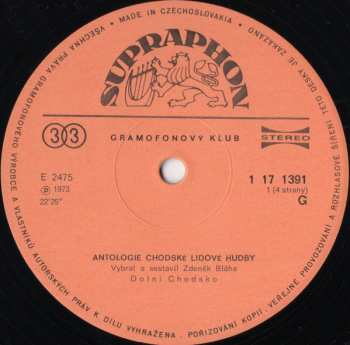 MADE IN CZECHOSLOVAKIA • VŠECHNA PRÁVA GRAMOFONOVÉHO VÝROBCE A VLASTNÍKŮ AUTORSKÝCH PRÁV K DÍLU VYHRAŽENA. POŘIZOVÁNÍ KOPIÍ, VEŘEJNÉ PROVOZOVÁNÍ A ROZHLASOVÉ ŠÍŘENÍ TÉTO DESKY JE ZAKÁZÁNO •
SUPRAPHON
33
GRAMOFONOVÝ KLUB
STEREO
E 2475
℗ 1973
22'26"
1 17 1391
1 (4 strany)
G
ANTOLOGIE CHODSKÉ LIDOVÉ HUDBY
Vybral a sestavil Zdeněk Bláha
Dolní Chodsko